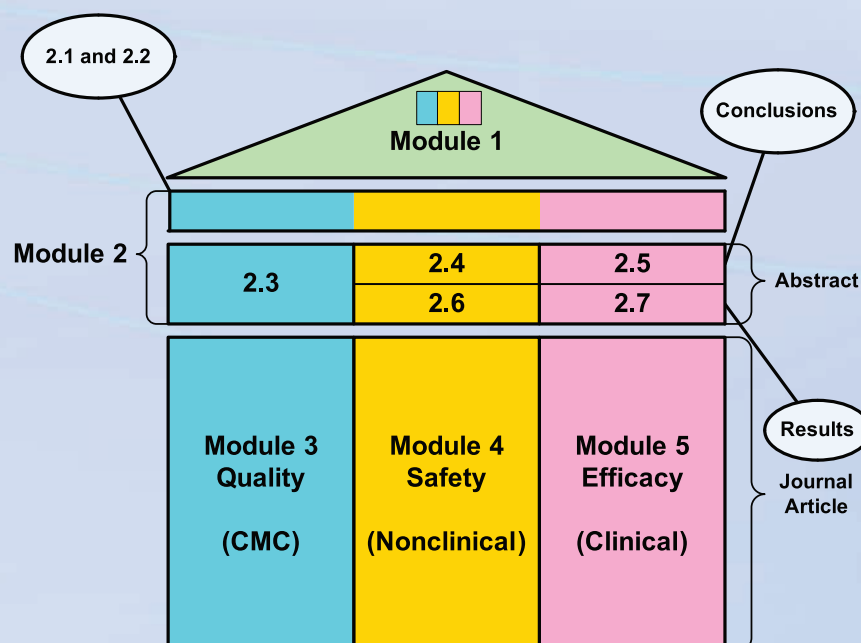 2.1 and 2.2
Module 1
Conclusions
Module 2
2.3
2.4
2.5
2.6
2.7
Abstract
Results
Module 3
Quality
(CMC)
Module 4
Safety
(Nonclinical)
Module 5
Efficacy
(Clinical)
Journal
Article